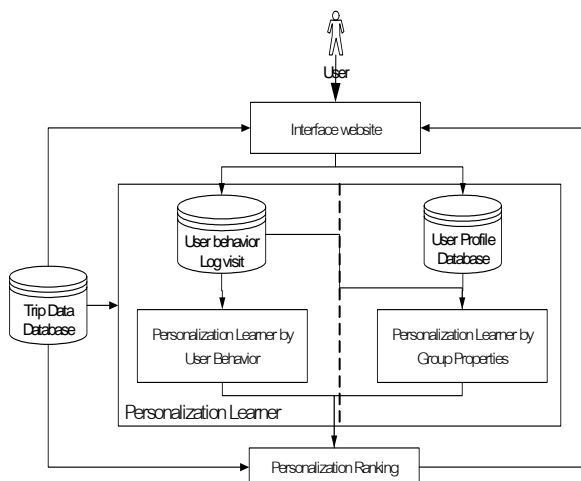 User
Interface website
User behavior
Log visit
User Profile
Database
Trip Data
Database
Personalization Learner by
User Behavior
Personalization Learner by
Group Properties
Personalization Learner
Personalization Ranking